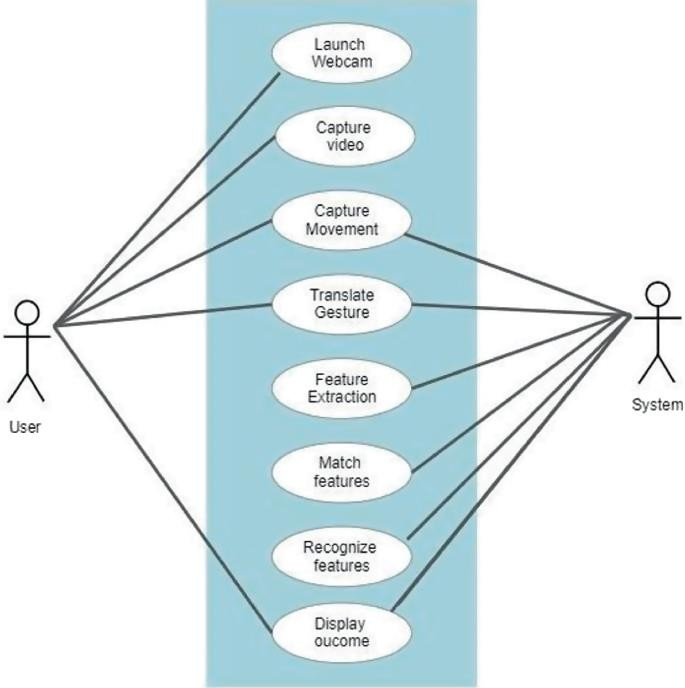 Launch
Webcam
Capture
video
Capture
Movement
Translate
Gesture
Feature
Extraction
Match
features
Recognize
features
Display
oucome
User
System